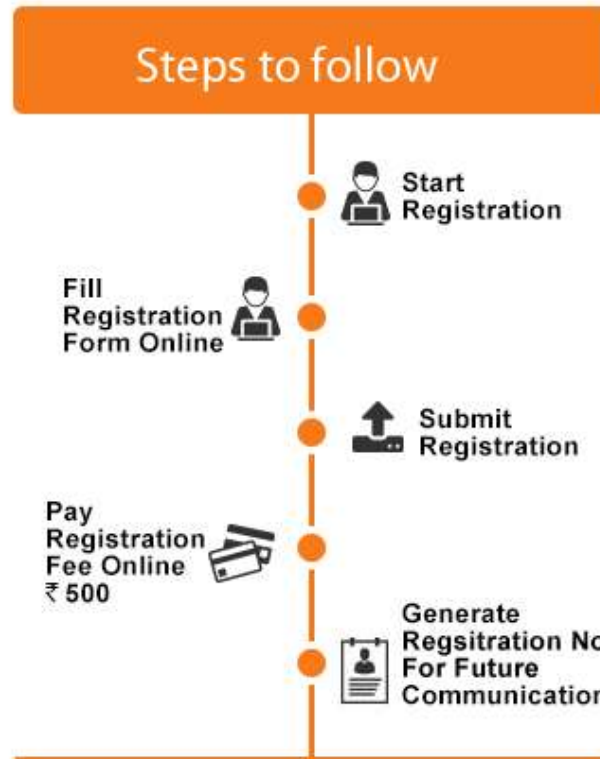 Steps to follow
Start
Registration
Fill
Registration
Form Online
Submit
Registration
Pay
Registration
Fee Online
₹ 500
Generate
Regsitration No
For Future
Communication